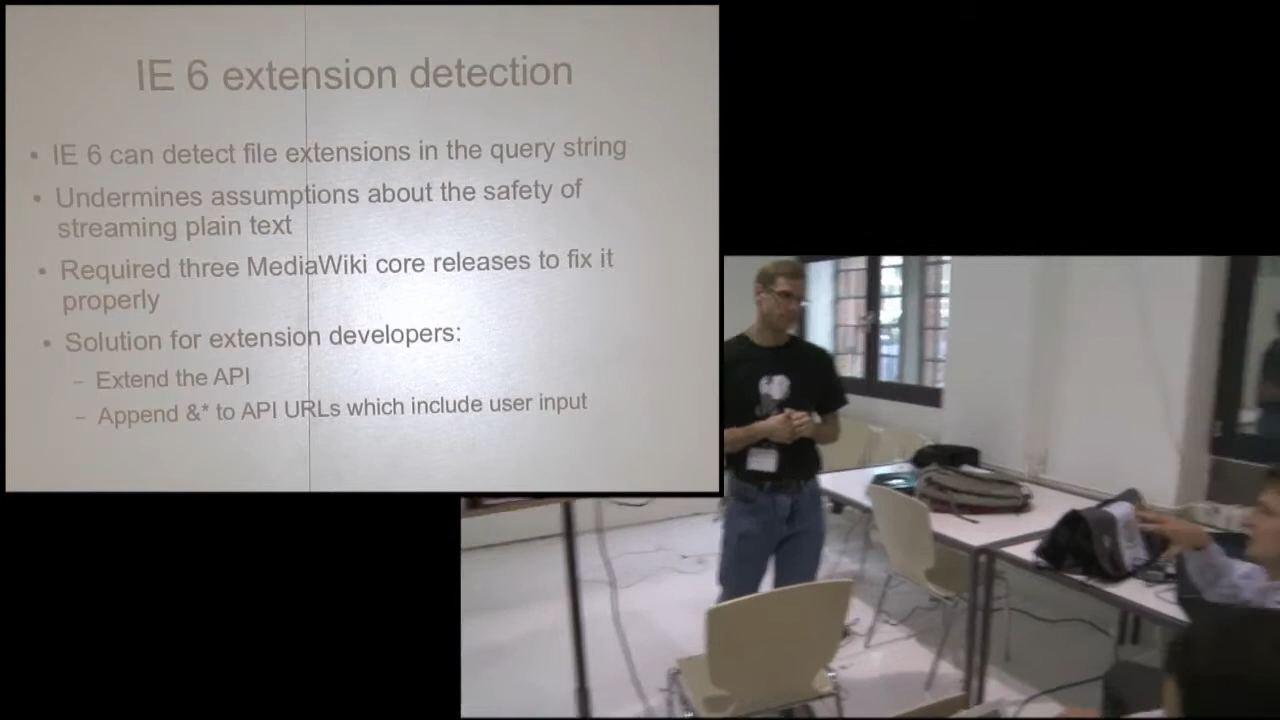 IE 6 extension detection
▪ IE 6 can detect file extensions in the query string
▪ Undermines assumptions about the safety of
streaming plain text
▪ Required three MediaWiki core releases to fix it
properly
▪ Solution for extension developers:
– Extend the API
– Append &* to API URLs which include user input